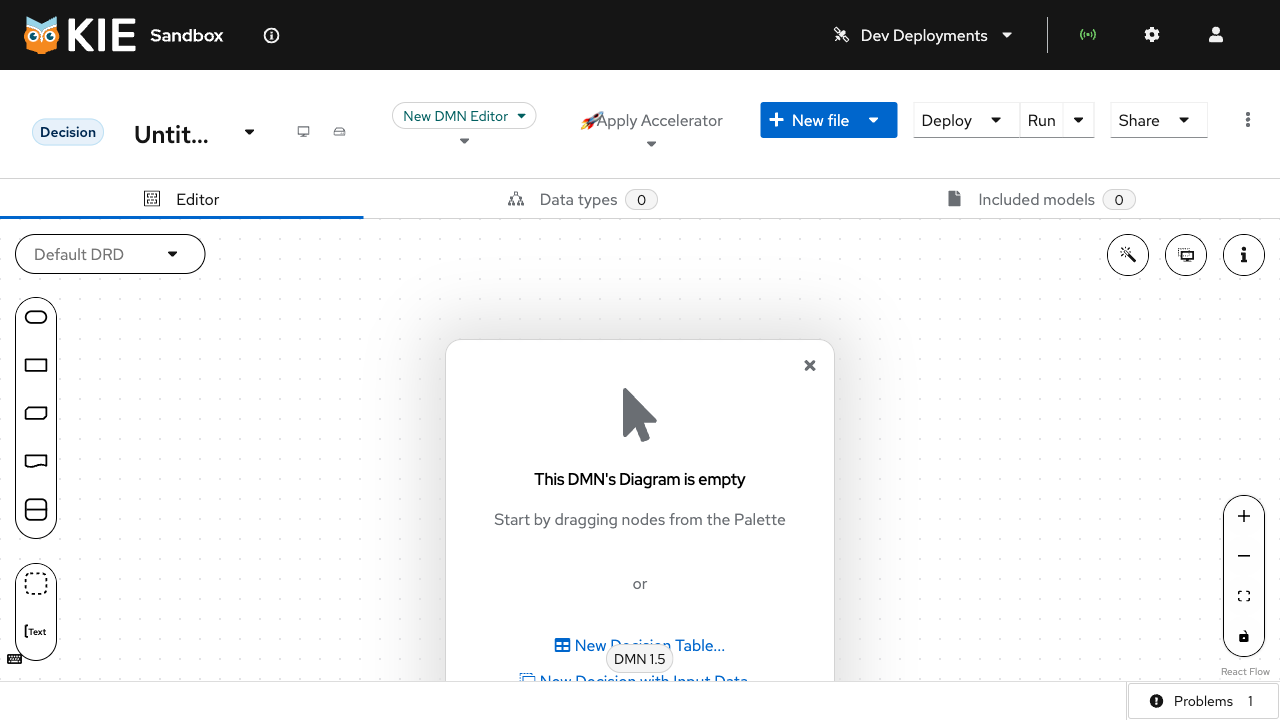 KIE Sandbox
Dev Deployments
Decision
Untit...
New DMN Editor
Apply Accelerator
New file
Deploy
Run
Share
Editor
Data types 0
Included models 0
Default DRD
This DMN's Diagram is empty
Start by dragging nodes from the Palette
or
New Decision Table...
DMN 1.5
New Decision with Input Data...
Text
React Flow
Problems 1